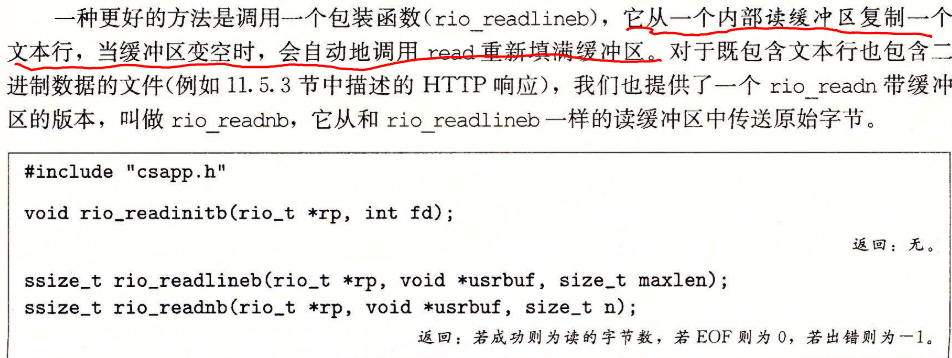 一种更好的方法是调用一个包装函数(rio_readlineb)，它从一个内部读缓冲区复制一个
文本行，当缓冲区变空时，会自动地调用 read 重新填满缓冲区。对于既包含文本行也包含二
进制数据的文件(例如 11.5.3 节中描述的 HTTP 响应)，我们也提供了一个 rio_readn 带缓冲
区的版本，叫做 rio_readnb，它从和 rio_readlineb 一样的读缓冲区中传送原始字节。
#include "csapp.h"
void rio_readinitb(rio_t *rp, int fd);
返回：无。
ssize_t rio_readlineb(rio_t *rp, void *usrbuf, size_t maxlen);
ssize_t rio_readnb(rio_t *rp, void *usrbuf, size_t n);
返回：若成功则为读的字节数，若 EOF 则为 0，若出错则为－1。